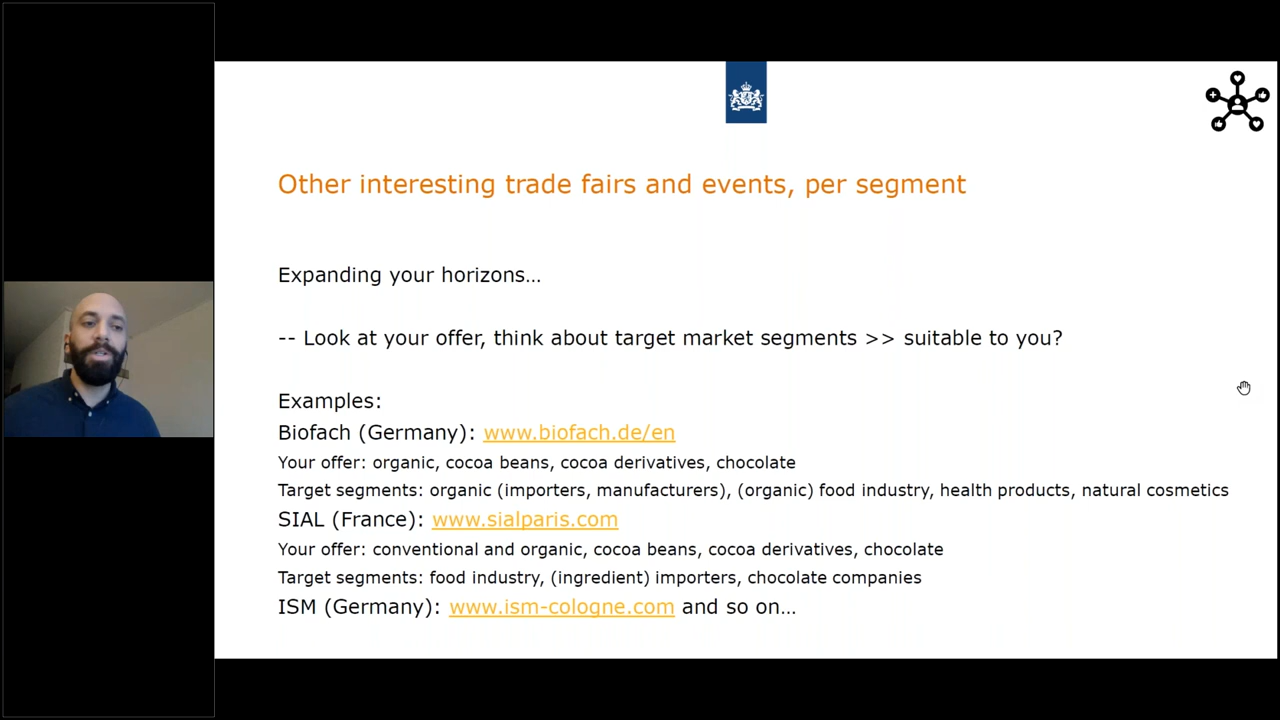 Other interesting trade fairs and events, per segment
Expanding your horizons…
-- Look at your offer, think about target market segments >> suitable to you?
Examples:
Biofach (Germany): www.biofach.de/en
Your offer: organic, cocoa beans, cocoa derivatives, chocolate
Target segments: organic (importers, manufacturers), (organic) food industry, health products, natural cosmetics
SIAL (France): www.sialparis.com
Your offer: conventional and organic, cocoa beans, cocoa derivatives, chocolate
Target segments: food industry, (ingredient) importers, chocolate companies
ISM (Germany): www.ism-cologne.com and so on…